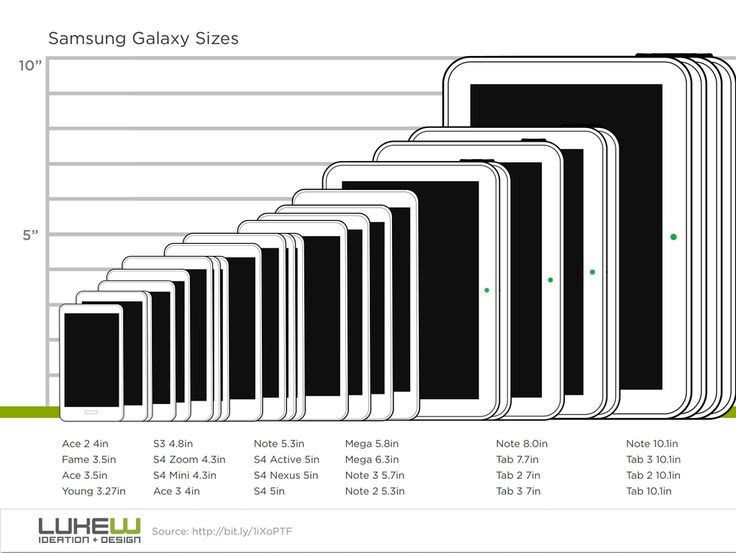 Samsung Galaxy Sizes
10”
5”
Ace 2 4in
Fame 3.5in
Ace 3.5in
Young 3.27in
S3 4.8in
S4 Zoom 4.3in
S4 Mini 4.3in
Ace 3 4in
Note 5.3in
S4 Active 5in
S4 Nexus 5in
S4 5in
Mega 5.8in
Mega 6.3in
Note 3 5.7in
Note 2 5.3in
Note 8.0in
Tab 7.7in
Tab 2 7in
Tab 3 7in
Note 10.1in
Tab 3 10.1in
Tab 2 10.1in
Tab 10.1in
LUKEW
IDEATION + DESIGN
Source: http://bit.ly/1iXoPTF